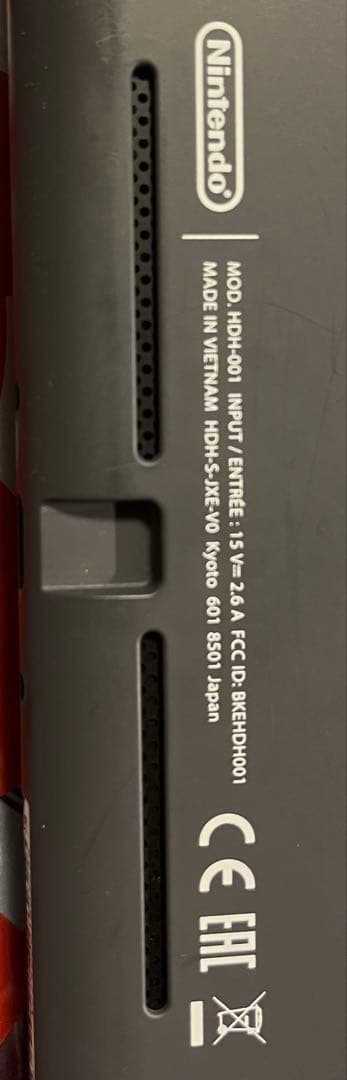 Nintendo®
MOD. HDH-001 INPUT / ENTRÉE : 15 V⎓ 2.6 A FCC ID: BKEHDH001
MADE IN VIETNAM HDH-S-JXE-V0 Kyoto 601 8501 Japan
CE EAC